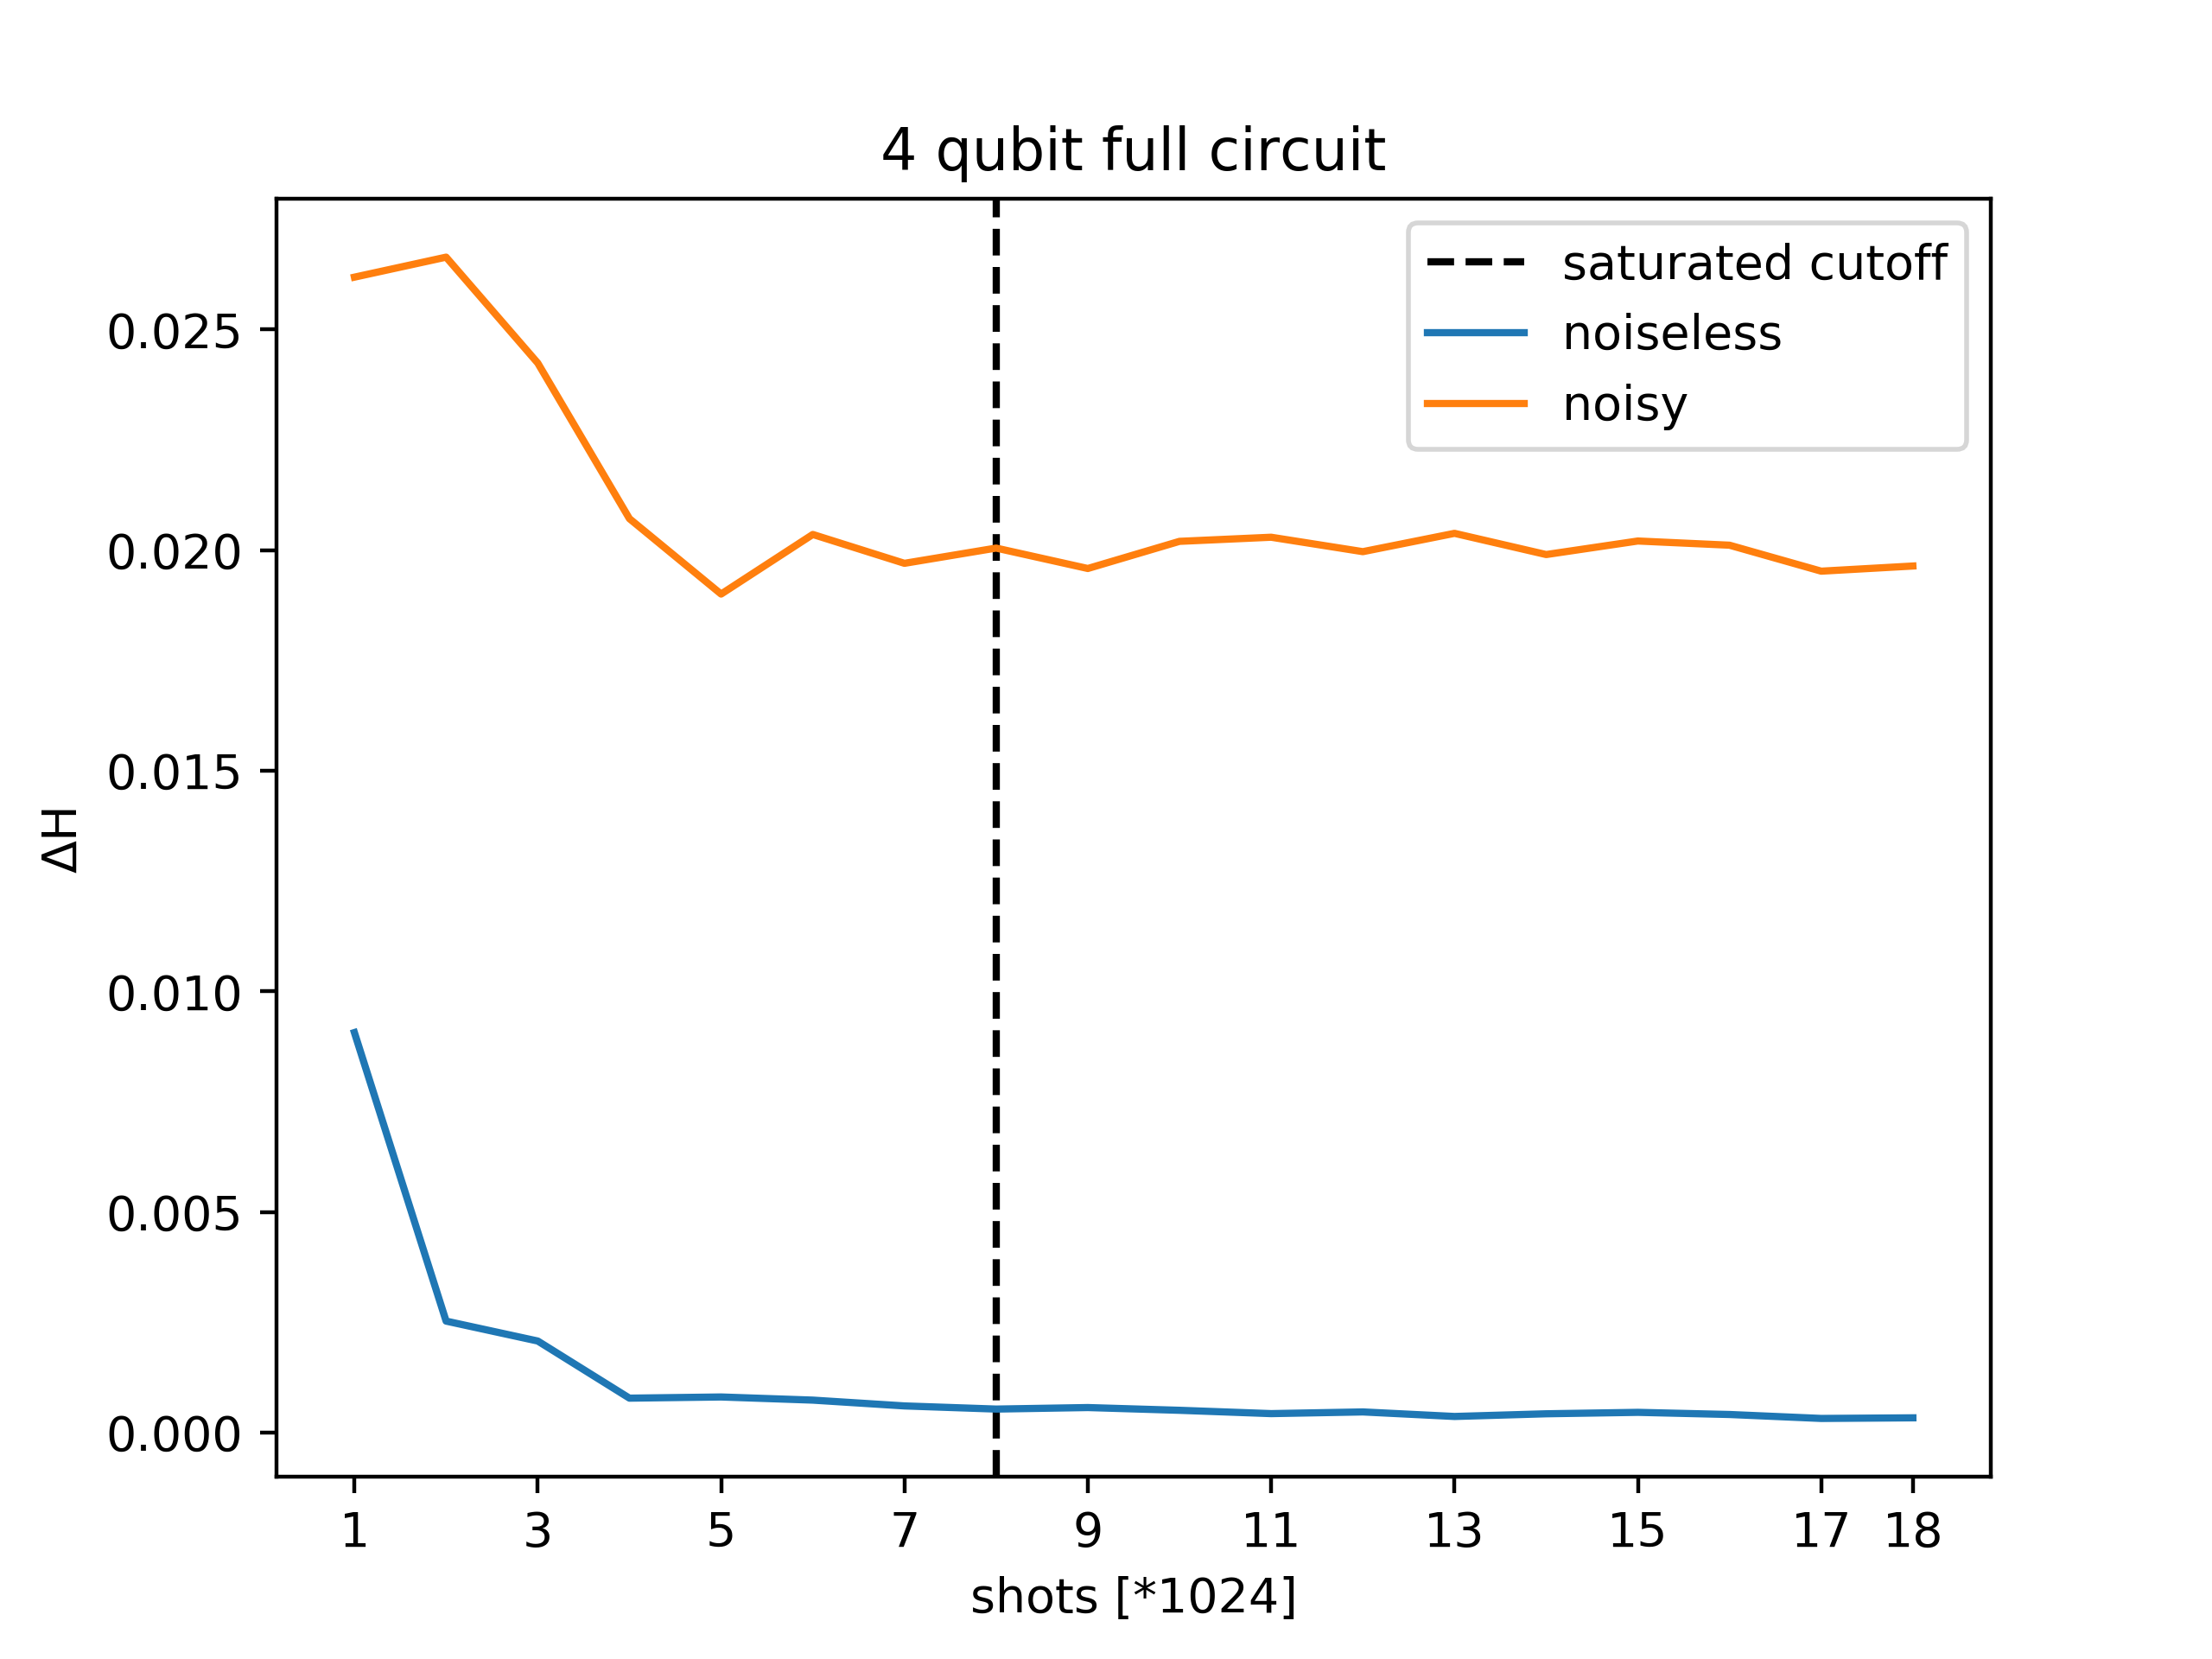 4 qubit full circuit
saturated cutoff
noiseless
noisy
0.025
0.020
0.015
0.010
0.005
0.000
ΔH
1 3 5 7 9 11 13 15 17 18
shots [*1024]